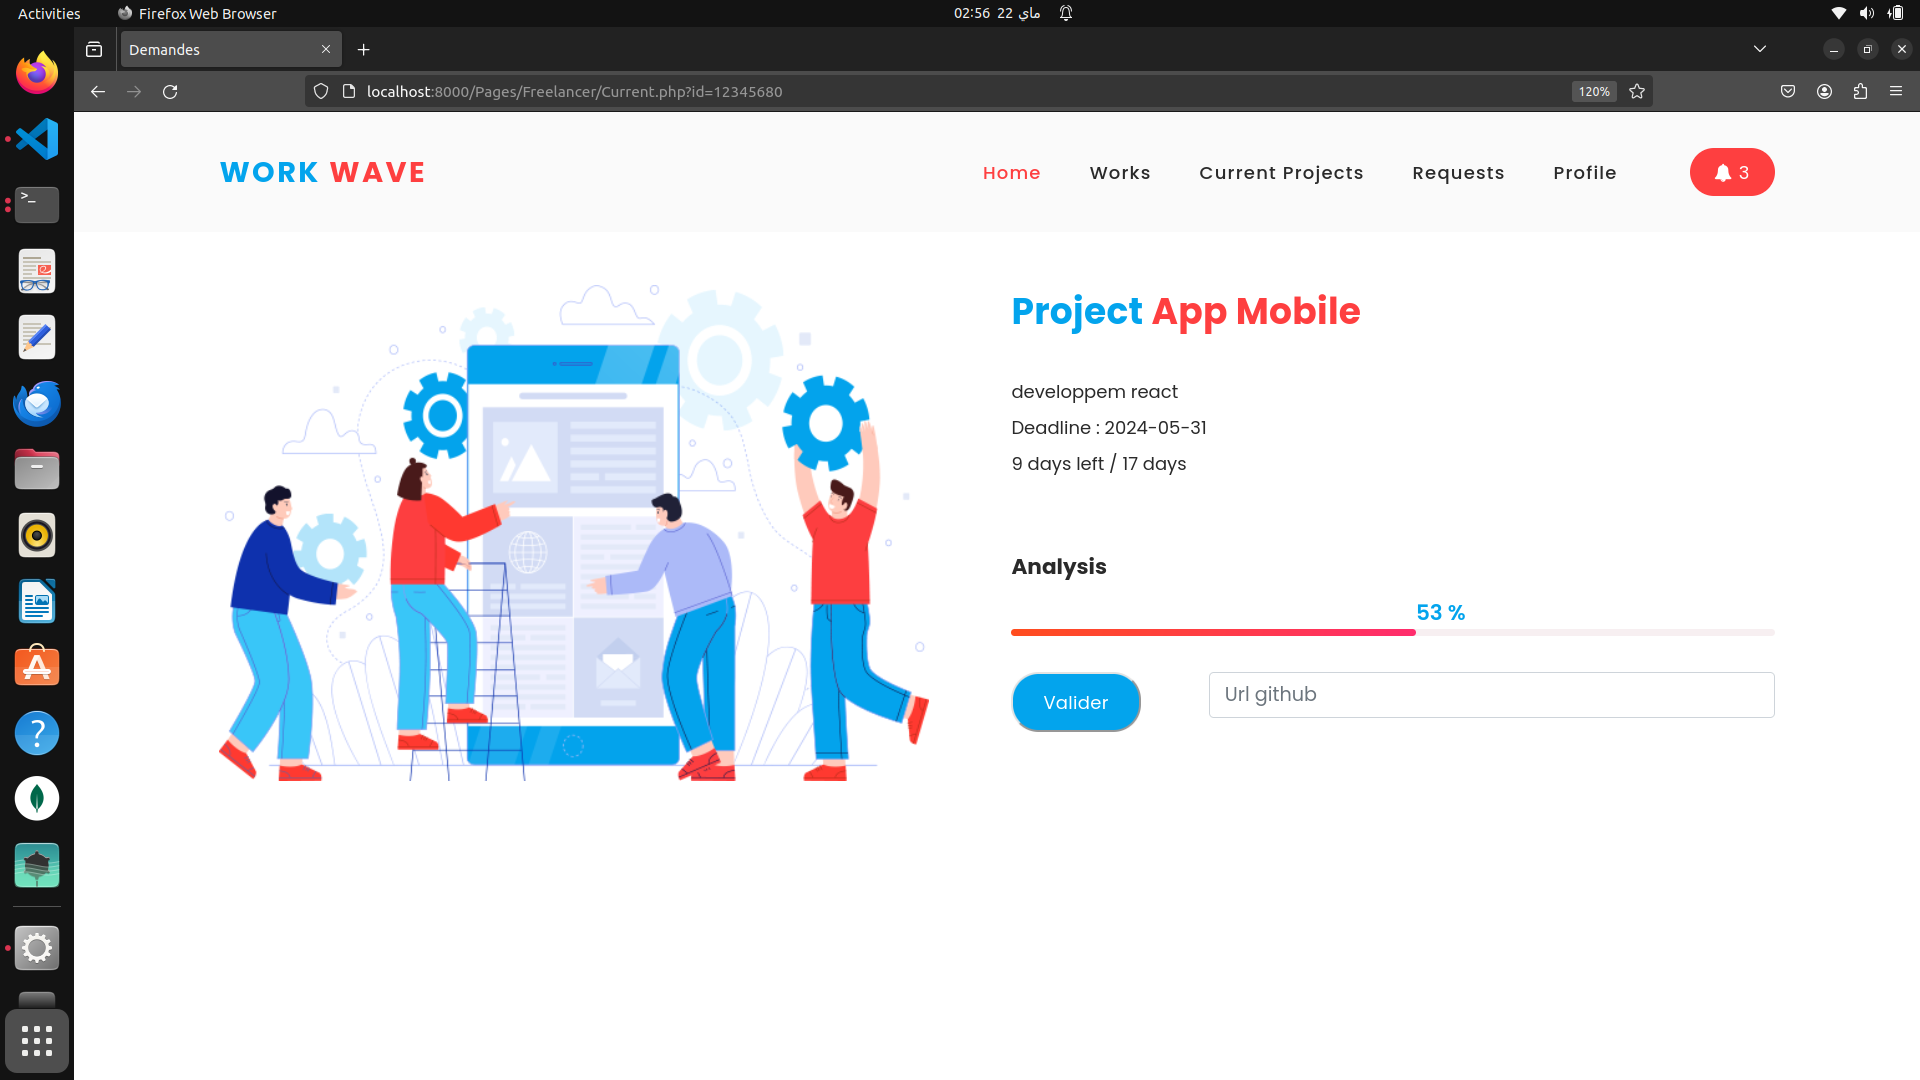 Activities
Firefox Web Browser
02:56 22 ماي
Demandes
localhost:8000/Pages/Freelancer/Current.php?id=12345680
120%
WORK WAVE
Home
Works
Current Projects
Requests
Profile
3
Project App Mobile
developpem react
Deadline : 2024-05-31
9 days left / 17 days
Analysis
53 %
Valider
Url github